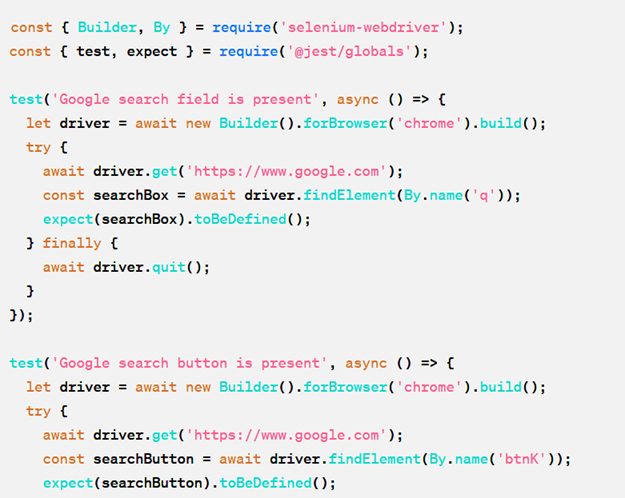 const { Builder, By } = require('selenium-webdriver');
const { test, expect } = require('@jest/globals');

test('Google search field is present', async () => {
  let driver = await new Builder().forBrowser('chrome').build();
  try {
    await driver.get('https://www.google.com');
    const searchBox = await driver.findElement(By.name('q'));
    expect(searchBox).toBeDefined();
  } finally {
    await driver.quit();
  }
});

test('Google search button is present', async () => {
  let driver = await new Builder().forBrowser('chrome').build();
  try {
    await driver.get('https://www.google.com');
    const searchButton = await driver.findElement(By.name('btnK'));
    expect(searchButton).toBeDefined();